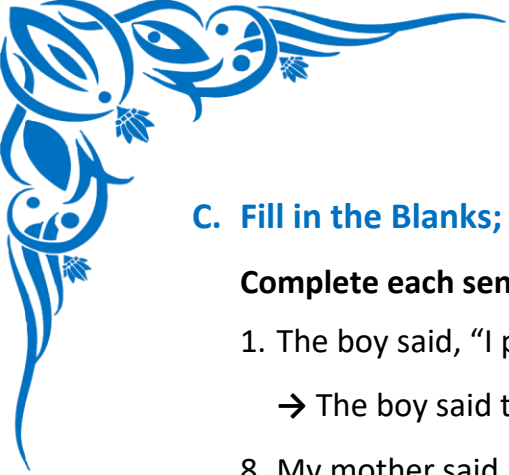 C. Fill in the Blanks;
Complete each sen
1. The boy said, “I p
→ The boy said t
8. My mother said